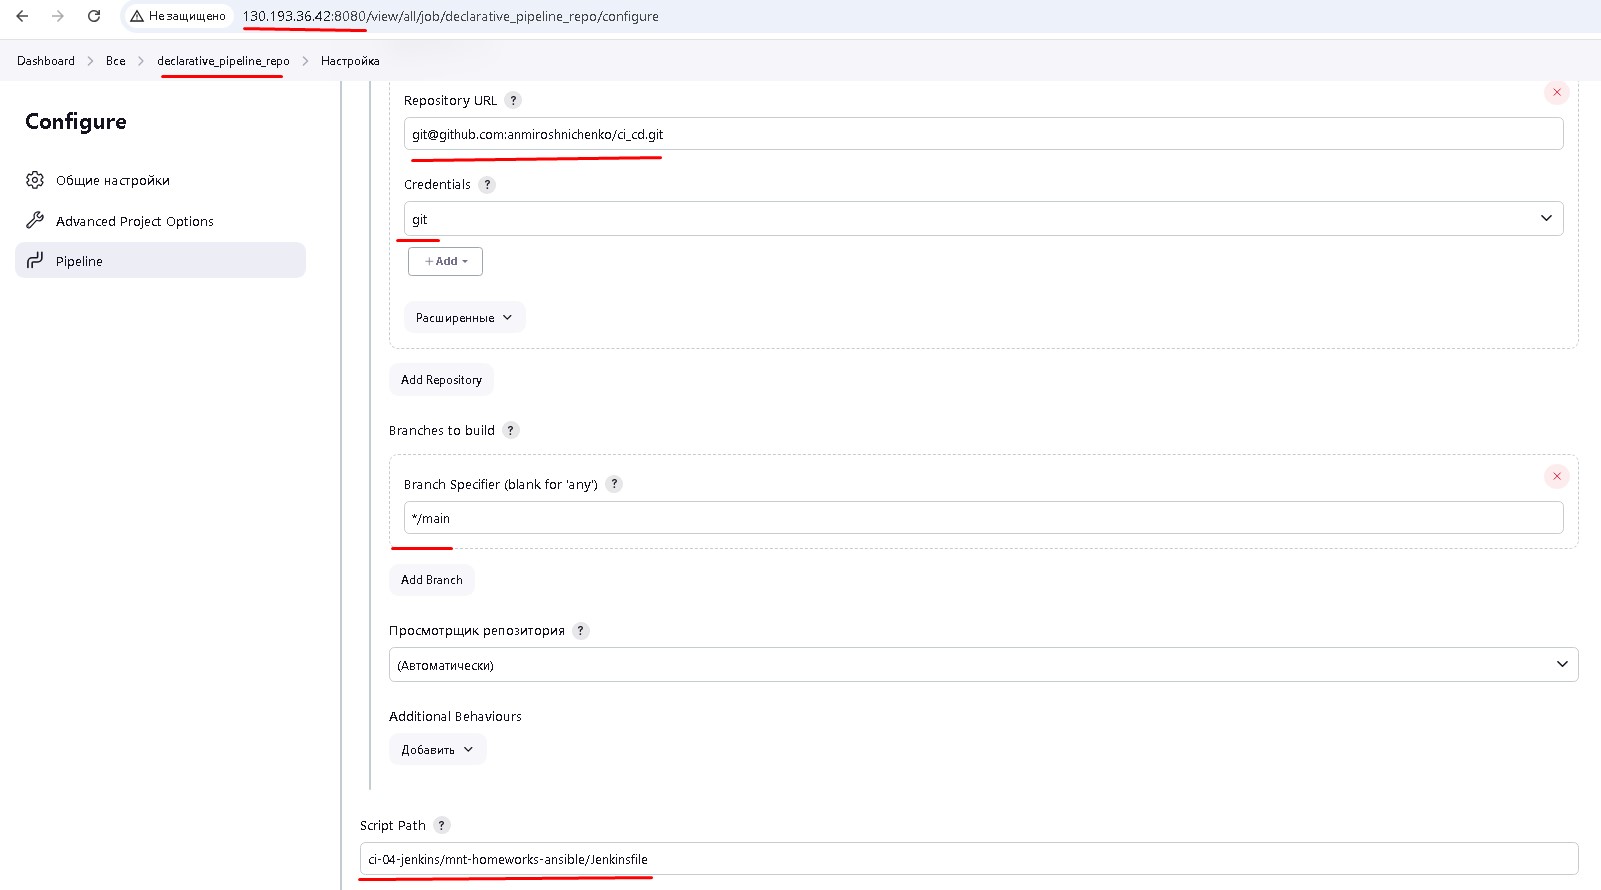 Не защищено
130.193.36.42:8080/view/all/job/declarative_pipeline_repo/configure
Dashboard
Все
declarative_pipeline_repo
Настройка
Configure
Общие настройки
Advanced Project Options
Pipeline
Repository URL ?
git@github.com:anmiroshnichenko/ci_cd.git
Credentials ?
git
+ Add
Расширенные
Add Repository
Branches to build ?
Branch Specifier (blank for 'any') ?
*/main
Add Branch
Просмотрщик репозитория ?
(Автоматически)
Additional Behaviours
Добавить
Script Path ?
ci-04-jenkins/mnt-homeworks-ansible/Jenkinsfile